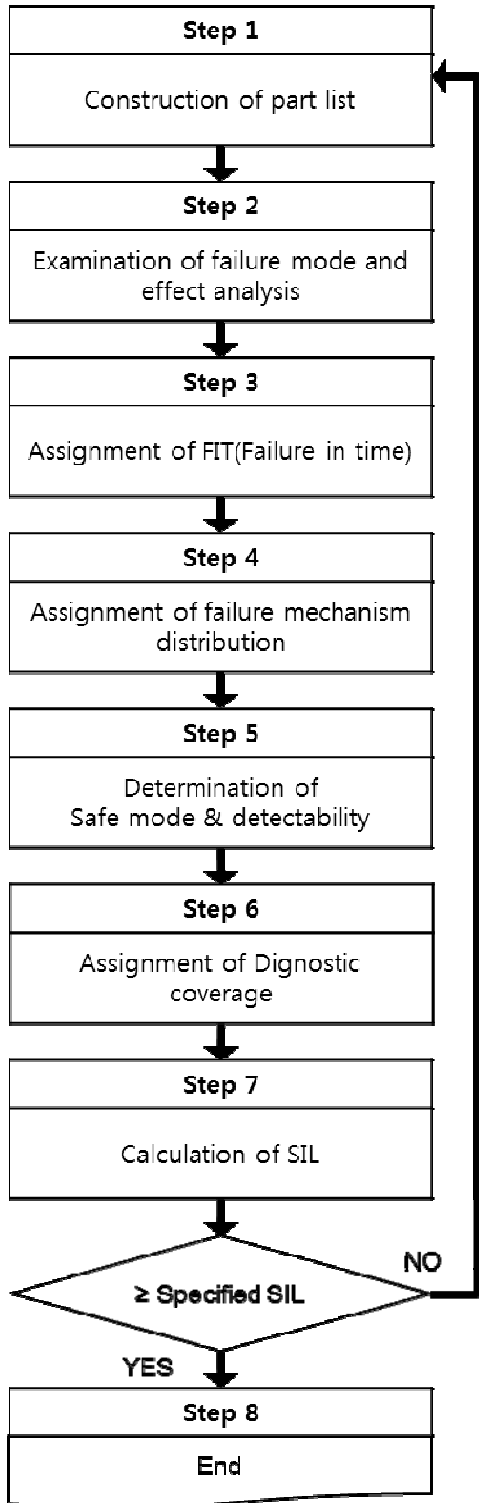 Step 1
Construction of part list
Step 2
Examination of failure mode and
effect analysis
Step 3
Assignment of FIT(Failure in time)
Step 4
Assignment of failure mechanism
distribution
Step 5
Determination of
Safe mode & detectability
Step 6
Assignment of Dignostic
coverage
Step 7
Calculation of SIL
≥ Specified SIL
NO
YES
Step 8
End